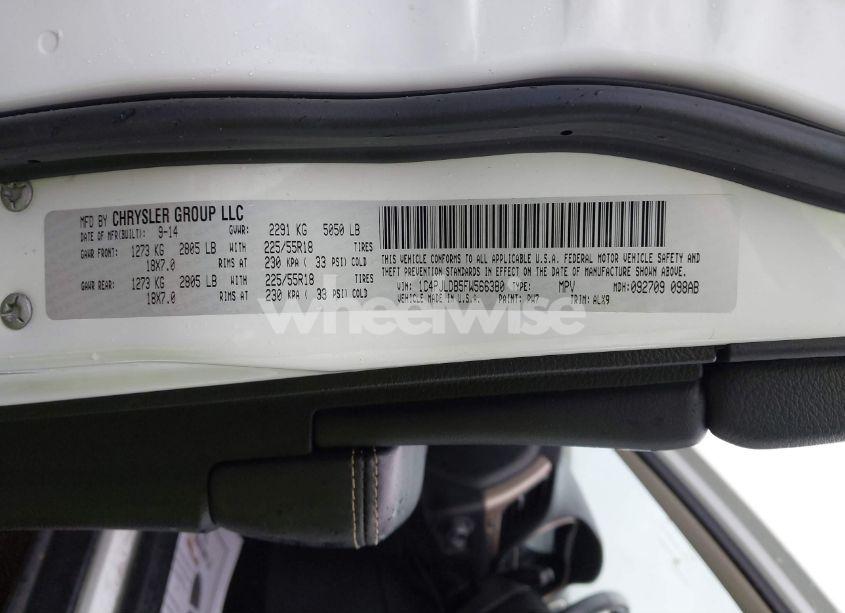 MFD BY CHRYSLER GROUP LLC
DATE OF MFR(BUILT): 9-14 GVWR: 2291 KG 5050 LB
GAWR FRONT: 1273 KG 2805 LB WITH 225/55R18 TIRES
18X7.0 RIMS AT 230 KPA ( 33 PSI) COLD
GAWR REAR: 1273 KG 2805 LB WITH 225/55R18 TIRES
18X7.0 RIMS AT 230 KPA ( 33 PSI) COLD
THIS VEHICLE CONFORMS TO ALL APPLICABLE U.S.A. FEDERAL MOTOR VEHICLE SAFETY AND
THEFT PREVENTION STANDARDS IN EFFECT ON THE DATE OF MANUFACTURE SHOWN ABOVE.
VIN: 1C4PJLDB5FW566380 TYPE: MPV MDH: 092709 098AB
VEHICLE MADE IN U.S.A. PAINT: PW7 TRIM: ALX9
wheelwise